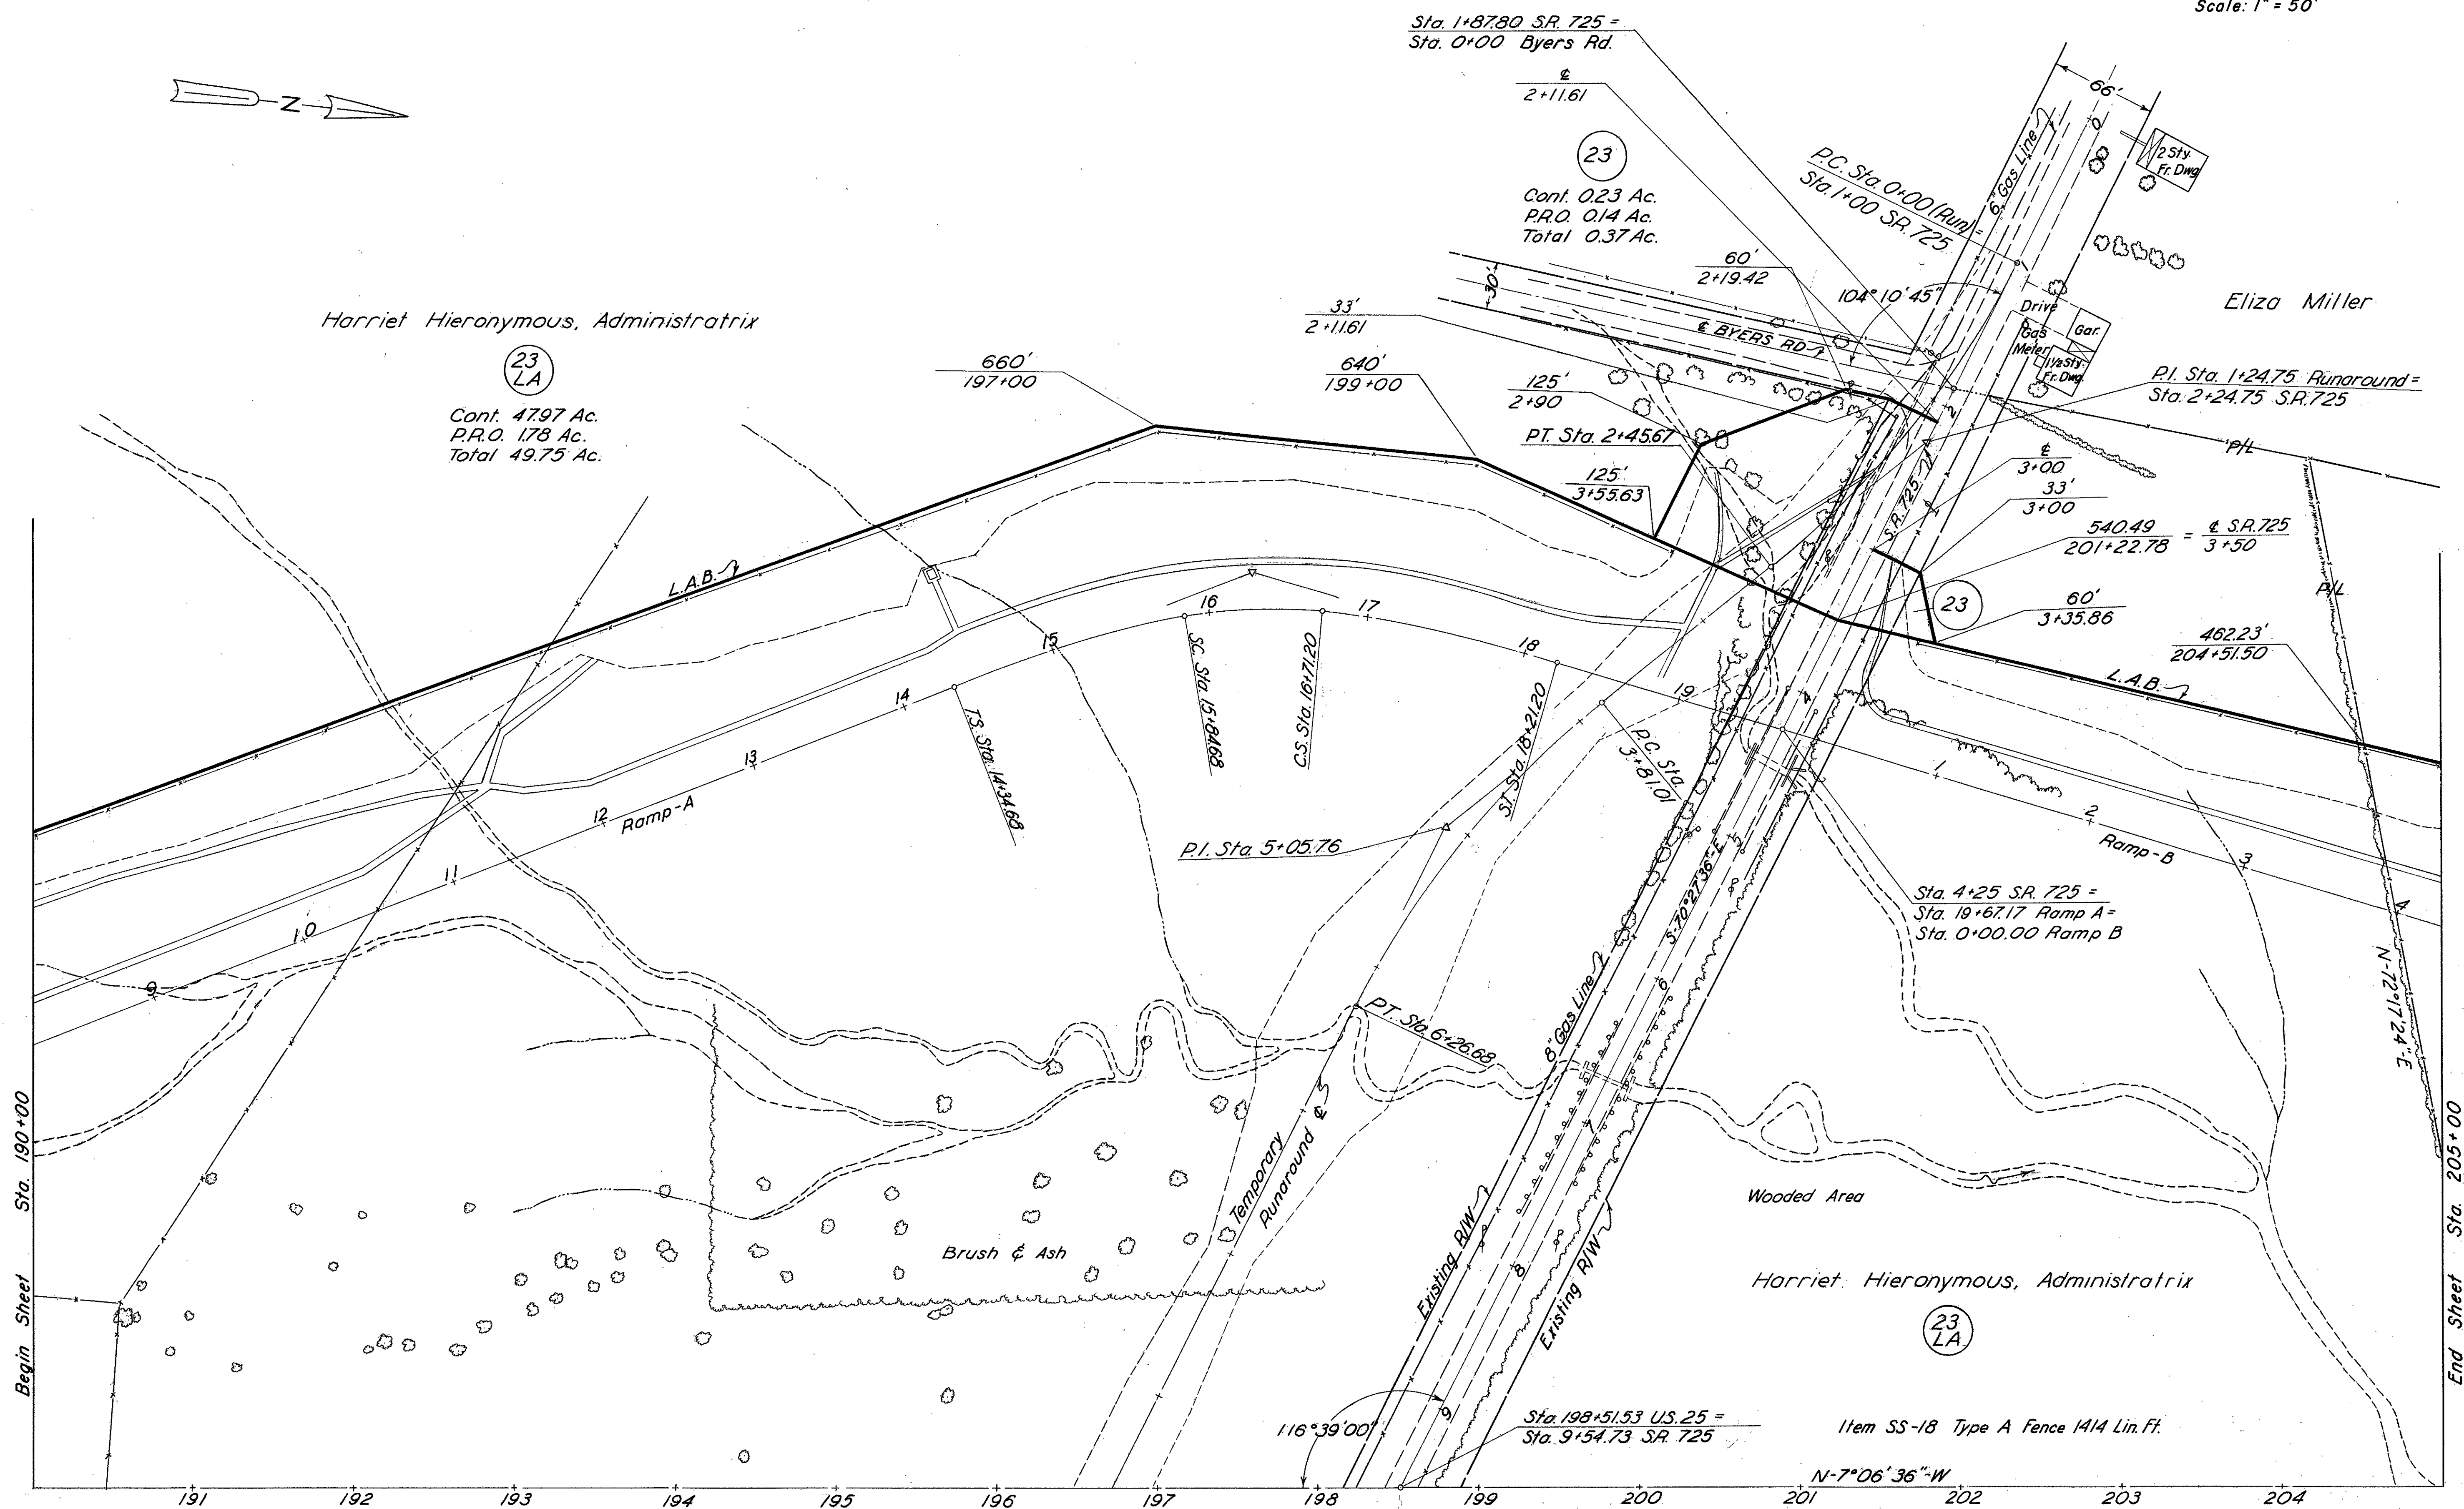 Scale: 1" = 50'
Sta. 1+87.80 S.R. 725 =
Sta. 0+00 Byers Rd.
℄
2+11.61
23
Cont. 0.23 Ac.
P.R.O. 0.14 Ac.
Total 0.37 Ac.
P.C. Sta. 0+00 (Run) =
Sta. 1+00 S.R. 725
6" Gas Line
66'
0
2 Sty.
Fr. Dwg
N
Harriet Hieronymous, Administratrix
23
LA
Cont. 47.97 Ac.
P.R.O. 1.78 Ac.
Total 49.75 Ac.
660'
197+00
640'
199+00
33'
2+11.61
30'
60'
2+19.42
104°10'45"
℄ BYERS RD
1
Drive
Gas
Meter
Gar.
1½ Sty.
Fr. Dwg.
Eliza Miller
P.I. Sta. 1+24.75 Runaround =
Sta. 2+24.75 S.R. 725
125'
2+90
P.T. Sta. 2+45.67
125'
3+55.63
2
S.R. 725
℄
3+00
33'
3+00
540.49
201+22.78
=
℄ S.R. 725
3+50
23
60'
3+35.86
P/L
P/L
462.23'
204+51.50
L.A.B.
L.A.B.
9
10
11
12
13
14
15
16
17
18
19
Ramp-A
T.S. Sta. 14+34.68
S.C. Sta. 15+84.68
C.S. Sta. 16+71.20
S.T. Sta. 18+21.20
P.C. Sta.
3+81.01
P.I. Sta. 5+05.76
4
5
1
2
3
4
Ramp-B
S-70°27'36"-E
Sta. 4+25 S.R. 725 =
Sta. 19+67.17 Ramp A =
Sta. 0+00.00 Ramp B
N-72°17'24"-E
P.T. Sta. 6+26.68
8" Gas Line
6
7
8
9
Temporary
Runaround ℄
Existing R/W
Existing R/W
Brush & Ash
Wooded Area
Harriet Hieronymous, Administratrix
23
LA
116°39'00"
Sta. 198+51.53 U.S. 25 =
Sta. 9+54.73 S.R. 725
Item SS-18 Type A Fence 1414 Lin. Ft.
N-7°06'36"-W
Begin Sheet Sta. 190+00
End Sheet Sta. 205+00
191 192 193 194 195 196 197 198 199 200 201 202 203 204